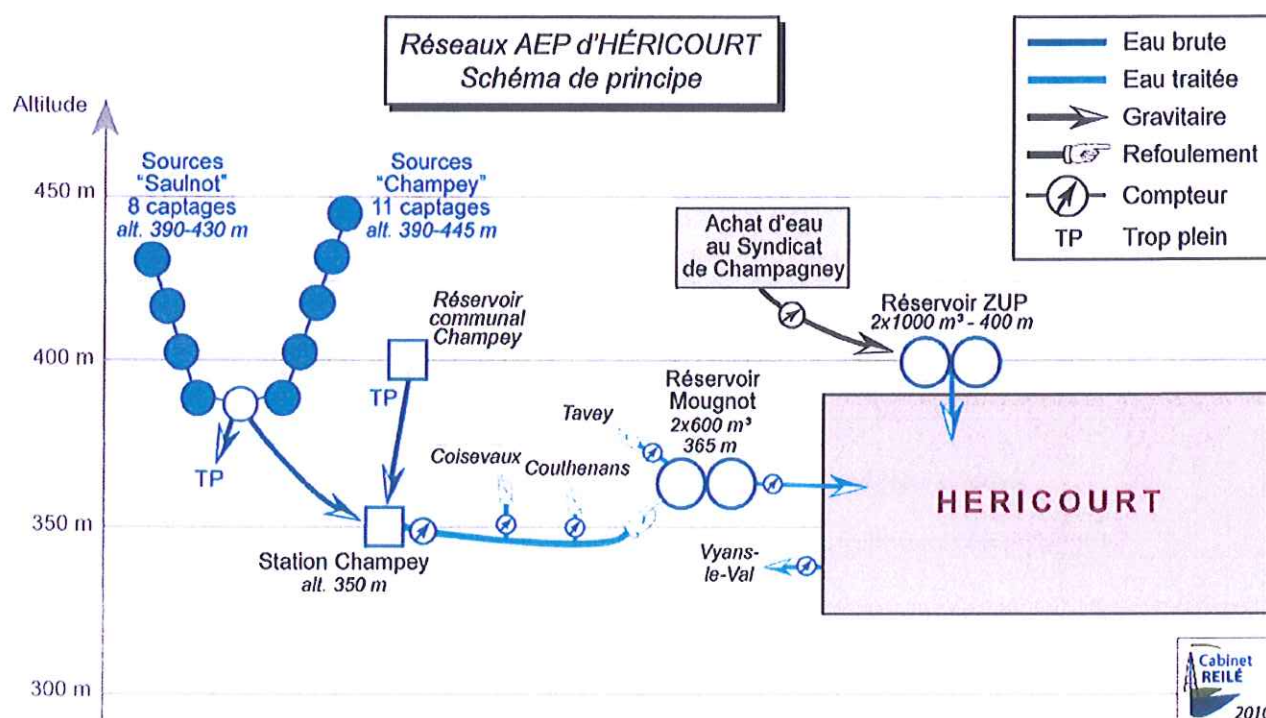 Réseaux AEP d'HÉRICOURT
Schéma de principe
Eau brute
Eau traitée
Gravitaire
Refoulement
Compteur
TP
Trop plein
Altitude
450 m
400 m
350 m
300 m
Sources
"Saulnot"
8 captages
alt. 390-430 m
Sources
"Champey"
11 captages
alt. 390-445 m
Achat d'eau
au Syndicat
de Champagney
Réservoir
communal
Champey
Réservoir ZUP
2x1000 m³ - 400 m
TP
Réservoir
Mougnot
2x600 m³
365 m
Tavey
Coisevaux
Couthenans
TP
HERICOURT
Station Champey
alt. 350 m
Vyans-
le-Val
Cabinet
REILÉ
2010